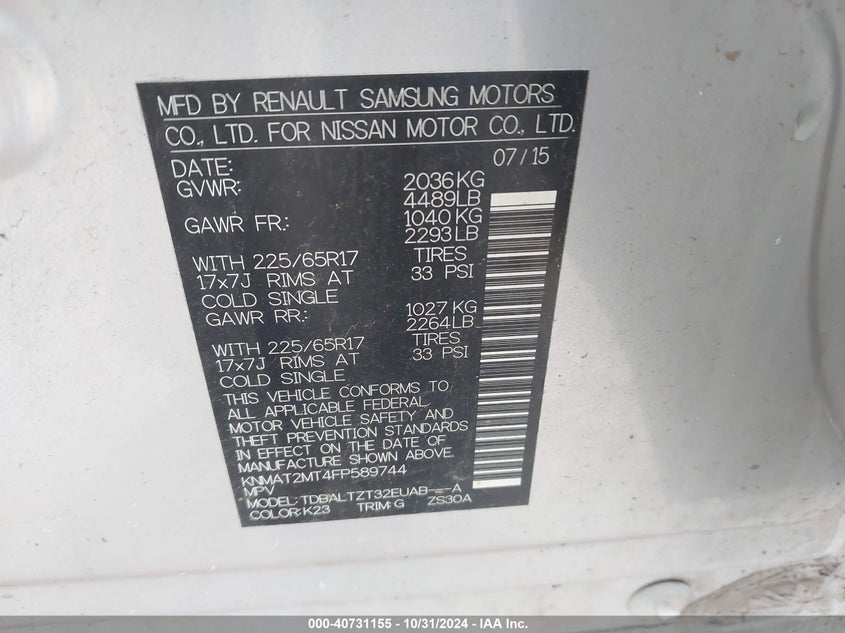 MFD BY RENAULT SAMSUNG MOTORS
CO., LTD. FOR NISSAN MOTOR CO., LTD.
DATE: 07/15
GVWR: 2036KG
4489LB
GAWR FR.: 1040 KG
2293LB
WITH 225/65R17 TIRES
17x7J RIMS AT 33 PSI
COLD SINGLE
GAWR RR.: 1027 KG
2264LB
WITH 225/65R17 TIRES
17x7J RIMS AT 33 PSI
COLD SINGLE
THIS VEHICLE CONFORMS TO
ALL APPLICABLE FEDERAL
MOTOR VEHICLE SAFETY AND
THEFT PREVENTION STANDARDS
IN EFFECT ON THE DATE OF
MANUFACTURE SHOWN ABOVE.
KNMAT2MT4FP589744
MPV
MODEL: TDBALTZT32EUAB-=-A
COLOR:K23 TRIM:G ZS30A
000-40731155 - 10/31/2024 - IAA Inc.